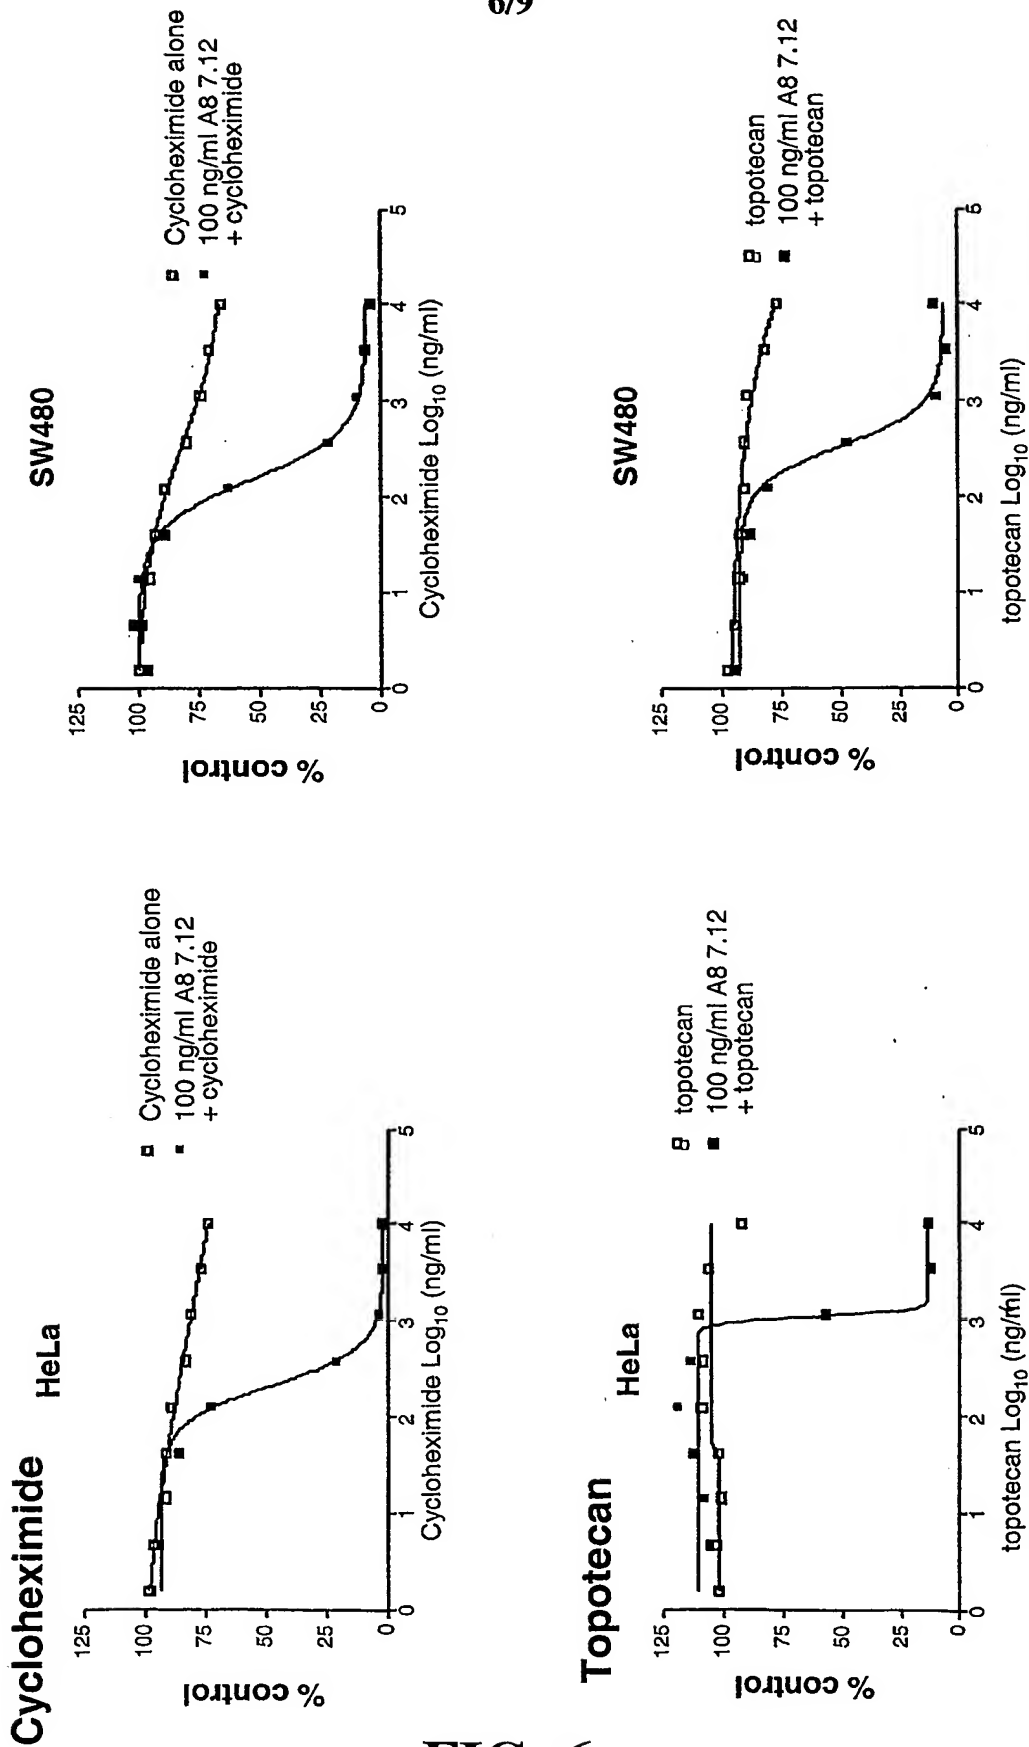 6/9
Cycloheximide
HeLa
% control
125
100
75
50
25
0
0
1
2
3
4
5
Cycloheximide Log10 (ng/ml)
Cycloheximide alone
100 ng/ml A8 7.12
+ cycloheximide
SW480
% control
125
100
75
50
25
0
0
1
2
3
4
5
Cycloheximide Log10 (ng/ml)
Cycloheximide alone
100 ng/ml A8 7.12
+ cycloheximide
Topotecan
HeLa
% control
125
100
75
50
25
0
0
1
2
3
4
5
topotecan Log10 (ng/ml)
topotecan
100 ng/ml A8 7.12
+ topotecan
SW480
% control
125
100
75
50
25
0
0
1
2
3
4
5
topotecan Log10 (ng/ml)
topotecan
100 ng/ml A8 7.12
+ topotecan